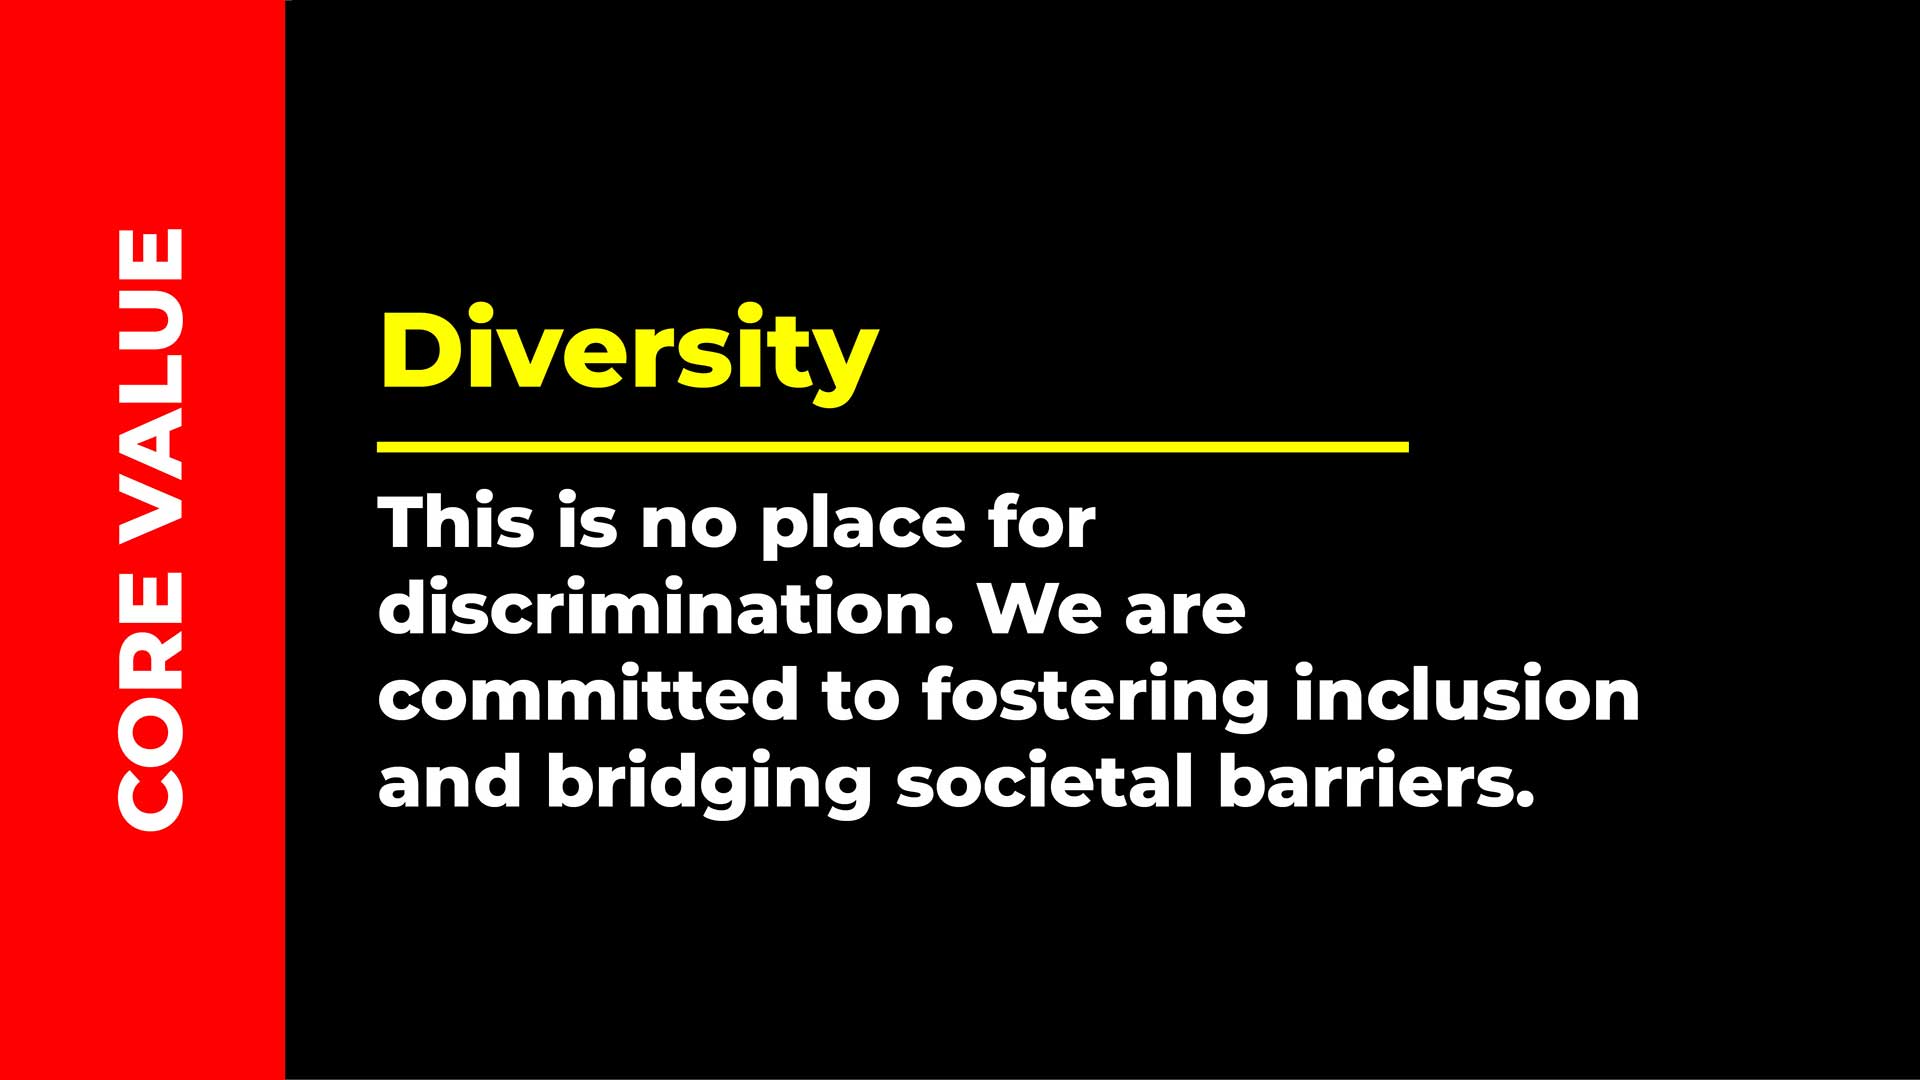 CORE VALUE
Diversity
This is no place for
discrimination. We are
committed to fostering inclusion
and bridging societal barriers.